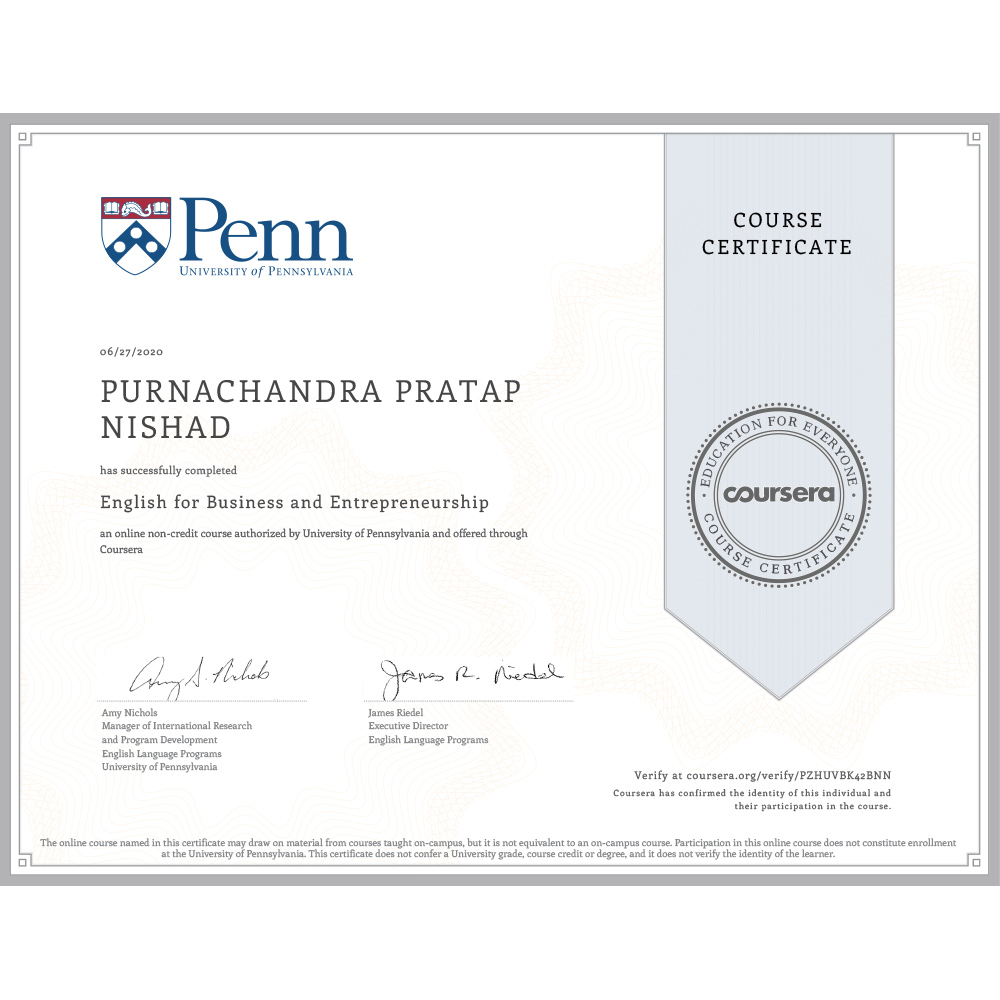 Penn
UNIVERSITY of PENNSYLVANIA
COURSE
CERTIFICATE
06/27/2020
PURNACHANDRA PRATAP
NISHAD
has successfully completed
English for Business and Entrepreneurship
an online non-credit course authorized by University of Pennsylvania and offered through
Coursera
EDUCATION FOR EVERYONE
coursera
COURSE CERTIFICATE
Amy S. Nichols
Amy Nichols
Manager of International Research
and Program Development
English Language Programs
University of Pennsylvania
James R. Riedel
James Riedel
Executive Director
English Language Programs
Verify at coursera.org/verify/PZHUVBK42BNN
Coursera has confirmed the identity of this individual and
their participation in the course.
The online course named in this certificate may draw on material from courses taught on-campus, but it is not equivalent to an on-campus course. Participation in this online course does not constitute enrollment
at the University of Pennsylvania. This certificate does not confer a University grade, course credit or degree, and it does not verify the identity of the learner.